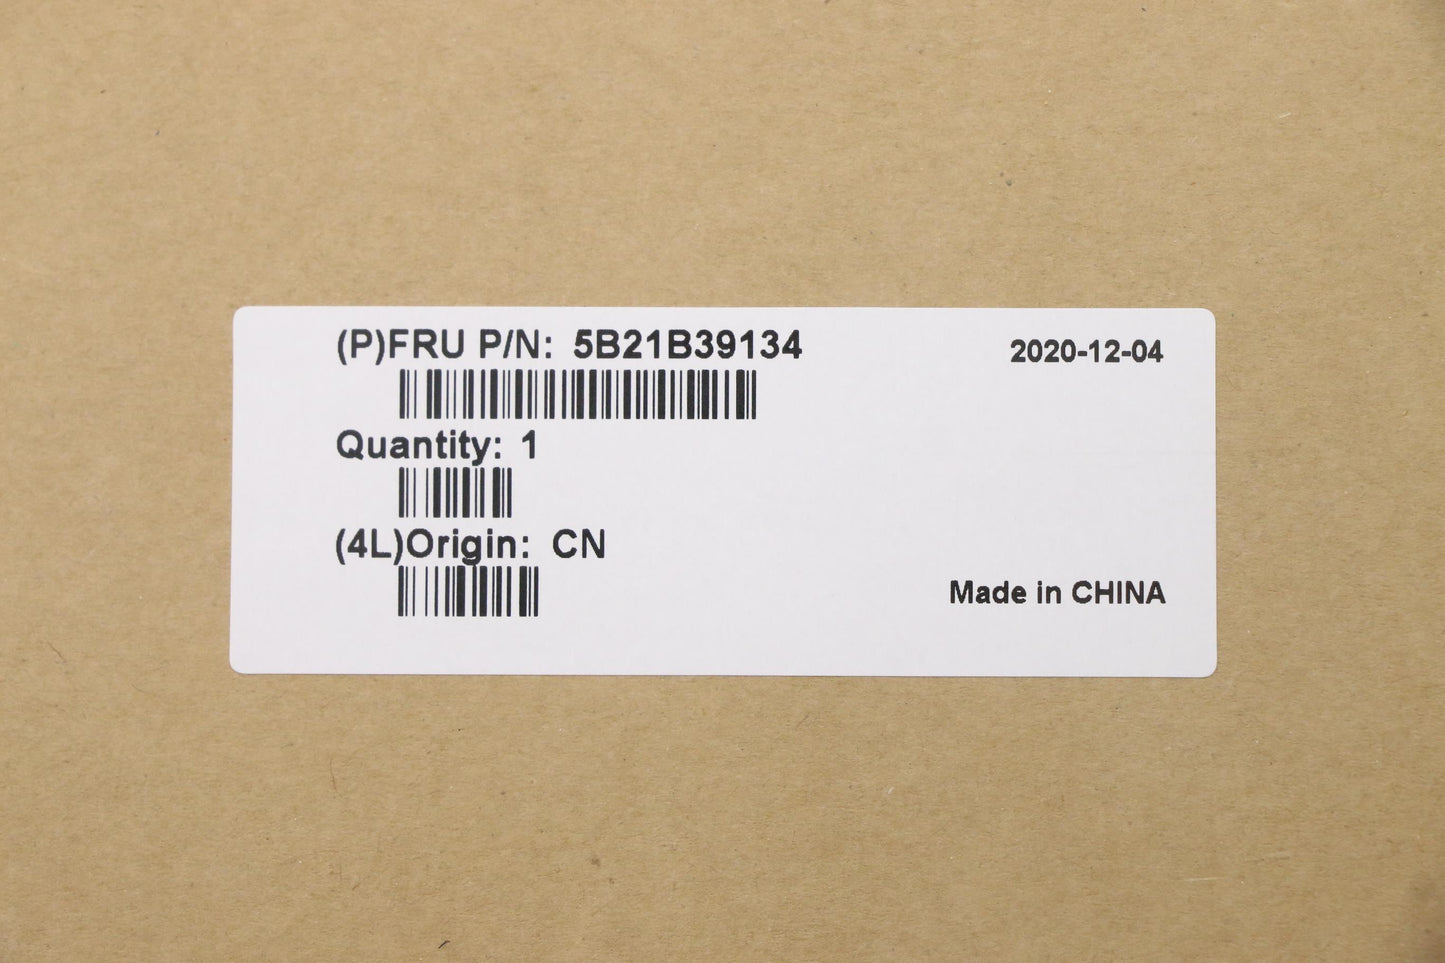 (P)FRU P/N: 5B21B39134
2020-12-04
Quantity: 1
(4L)Origin: CN
Made in CHINA